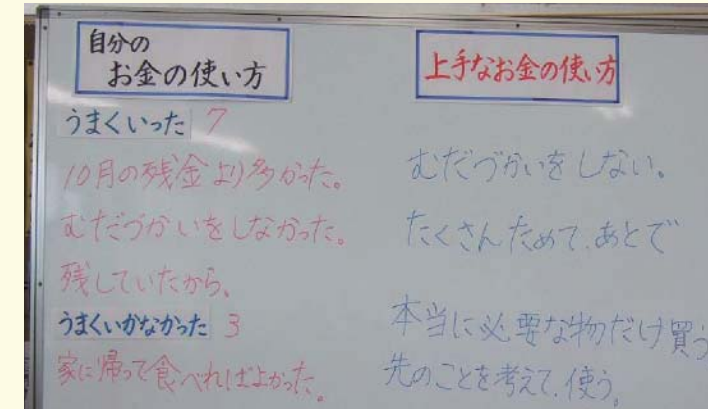 自分の
お金の使い方
うまくいった 7
10月の残金より多かった。
むだづかいをしなかった。
残していたから、
うまくいかなかった 3
家に帰って食べればよかった。
上手なお金の使い方
むだづかいをしない。
たくさんためて、あとで
本当に必要な物だけ買う
先のことを考えて、使う。